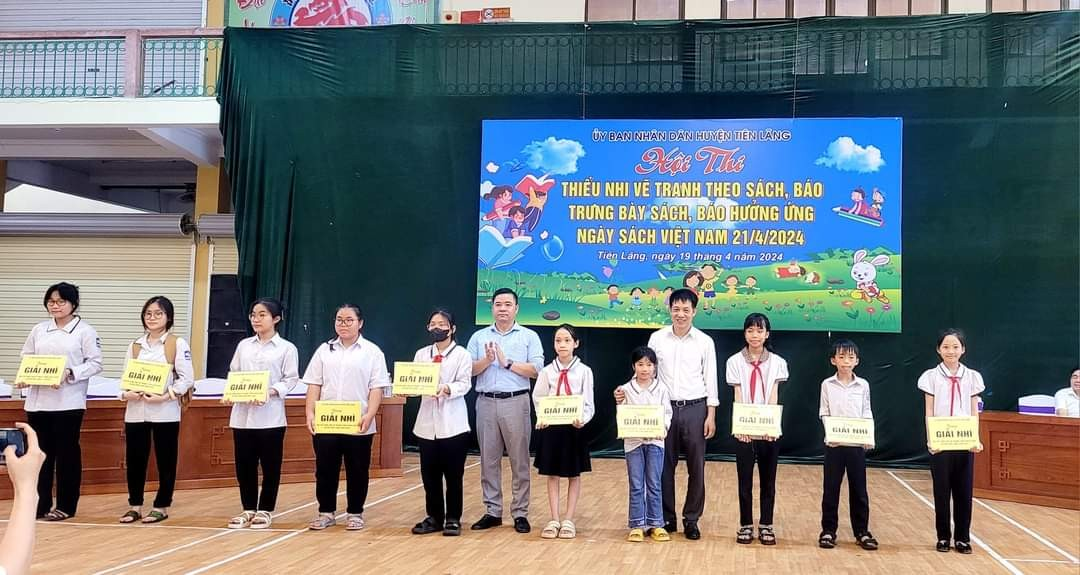 ỦY BAN NHÂN DÂN HUYỆN TIÊN LÃNG
Hội Thi
THIẾU NHI VẼ TRANH THEO SÁCH, BÁO
TRƯNG BÀY SÁCH, BÁO HƯỞNG ỨNG
NGÀY SÁCH VIỆT NAM 21/4/2024
Tiên Lãng, ngày 19 tháng 4 năm 2024
GIẢI NHÌ
GIẢI NHÌ
GIẢI NHÌ
GIẢI NHÌ
GIẢI NHÌ
GIẢI NHÌ
GIẢI NHÌ
GIẢI NHÌ
GIẢI NHÌ
GIẢI NHÌ